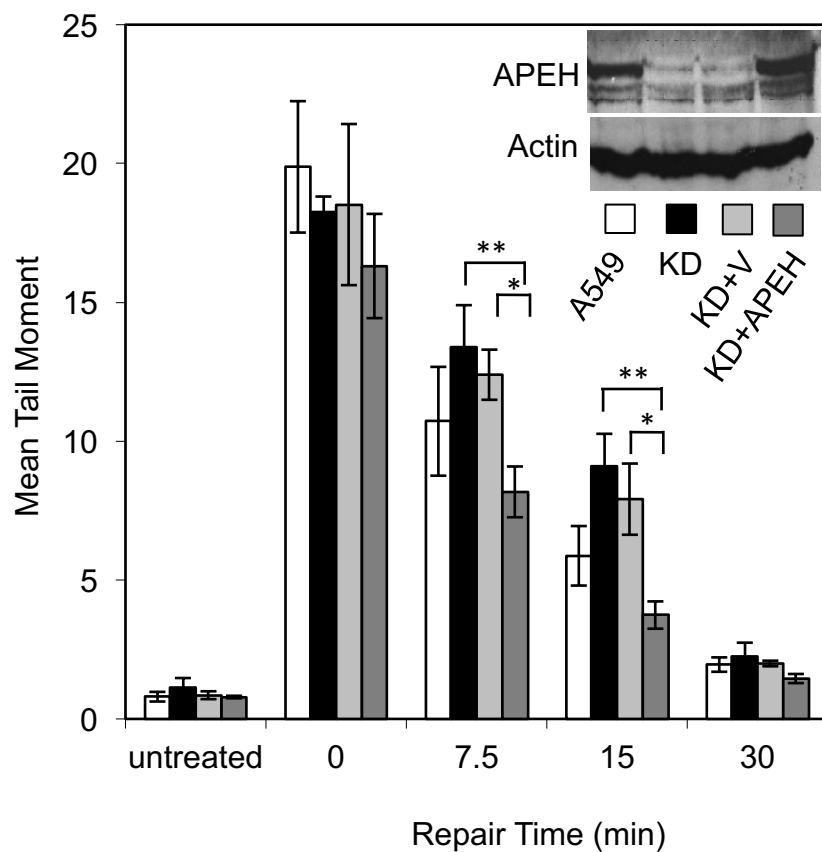 25
20
15
10
5
0
Mean Tail Moment
APEH
Actin
A549
KD
KD+V
KD+APEH
**
*
**
*
untreated
0
7.5
15
30
Repair Time (min)